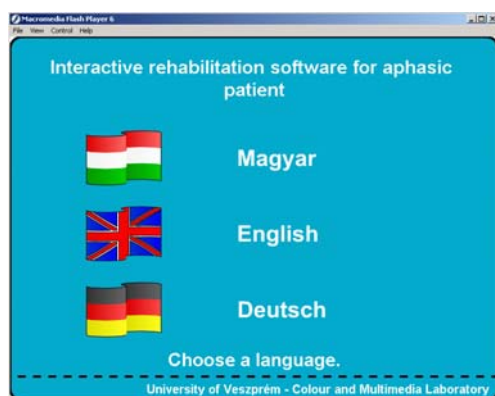 Macromedia Flash Player 6
File View Control Help
Interactive rehabilitation software for aphasic
patient
Magyar
English
Deutsch
Choose a language.
University of Veszprém - Colour and Multimedia Laboratory